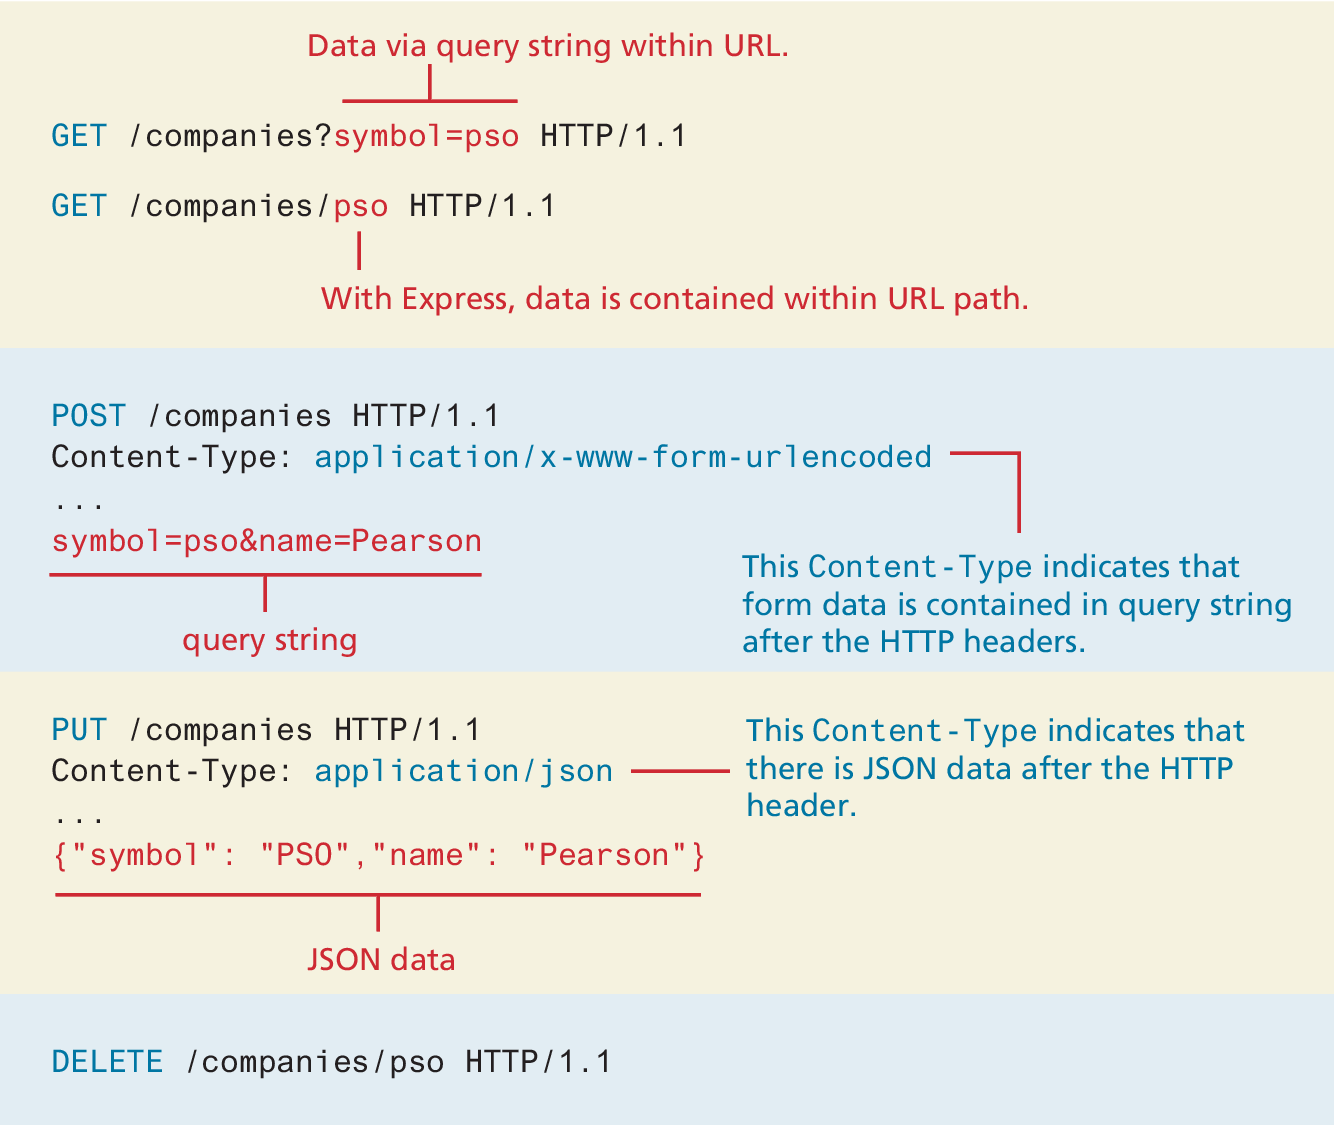 Data via query string within URL.
GET /companies?symbol=pso HTTP/1.1
GET /companies/pso HTTP/1.1
With Express, data is contained within URL path.
POST /companies HTTP/1.1
Content-Type: application/x-www-form-urlencoded
...
symbol=pso&name=Pearson
query string
This Content-Type indicates that
form data is contained in query string
after the HTTP headers.
PUT /companies HTTP/1.1
Content-Type: application/json
...
{"symbol": "PSO","name": "Pearson"}
JSON data
This Content-Type indicates that
there is JSON data after the HTTP
header.
DELETE /companies/pso HTTP/1.1